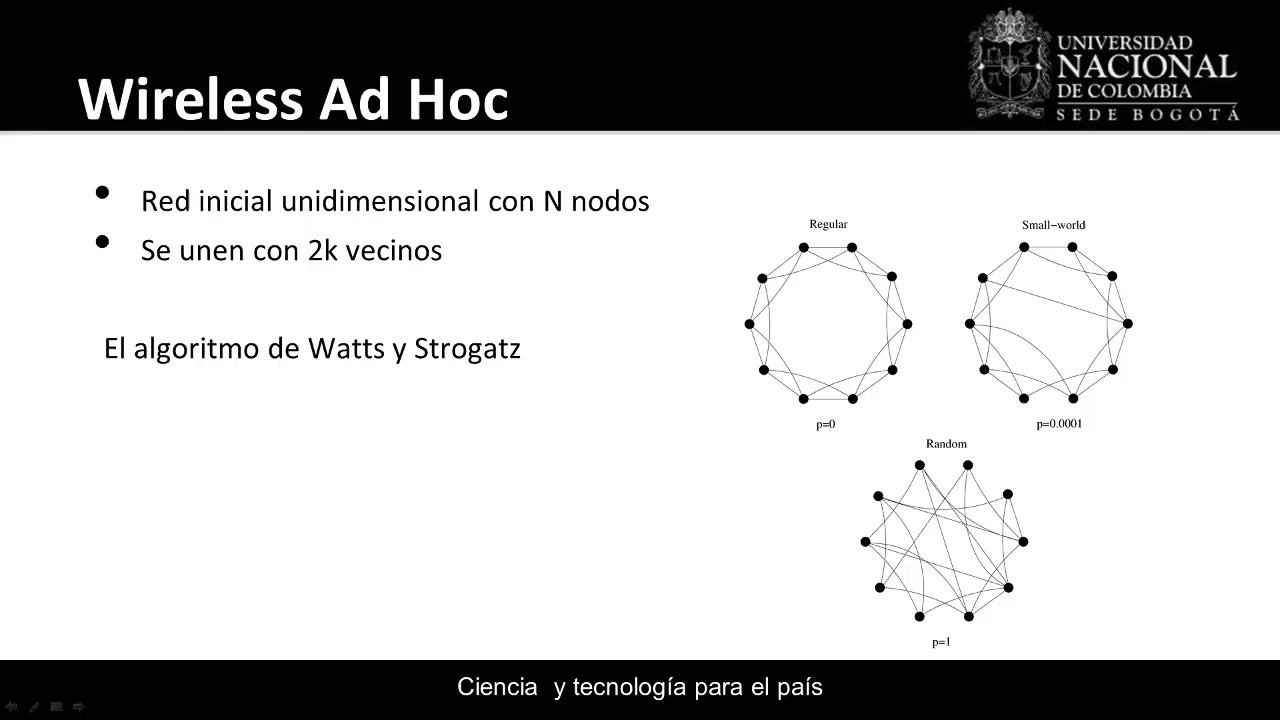 Wireless Ad Hoc
UNIVERSIDAD
NACIONAL
DE COLOMBIA
SEDE BOGOTÁ
• Red inicial unidimensional con N nodos
• Se unen con 2k vecinos
El algoritmo de Watts y Strogatz
Regular
Small-world
p=0
p=0.0001
Random
p=1
Ciencia y tecnología para el país